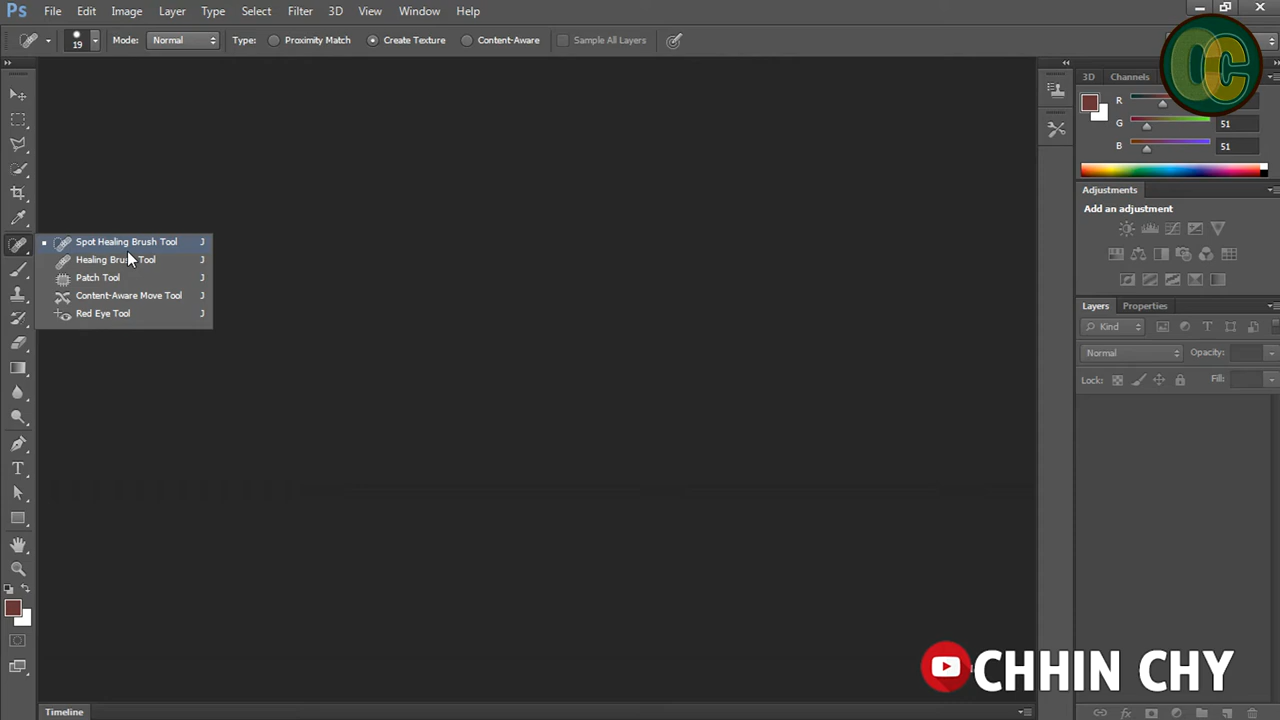 Ps File Edit Image Layer Type Select Filter 3D View Window Help
19 Mode: Normal Type: Proximity Match Create Texture Content-Aware Sample All Layers
CC
3D Channels
R
G 51
B 51
Adjustments
Add an adjustment
Spot Healing Brush Tool J
Healing Brush Tool J
Patch Tool J
Content-Aware Move Tool J
Red Eye Tool J
Layers Properties
Kind
Normal Opacity:
Lock: Fill:
CHHIN CHY
Timeline